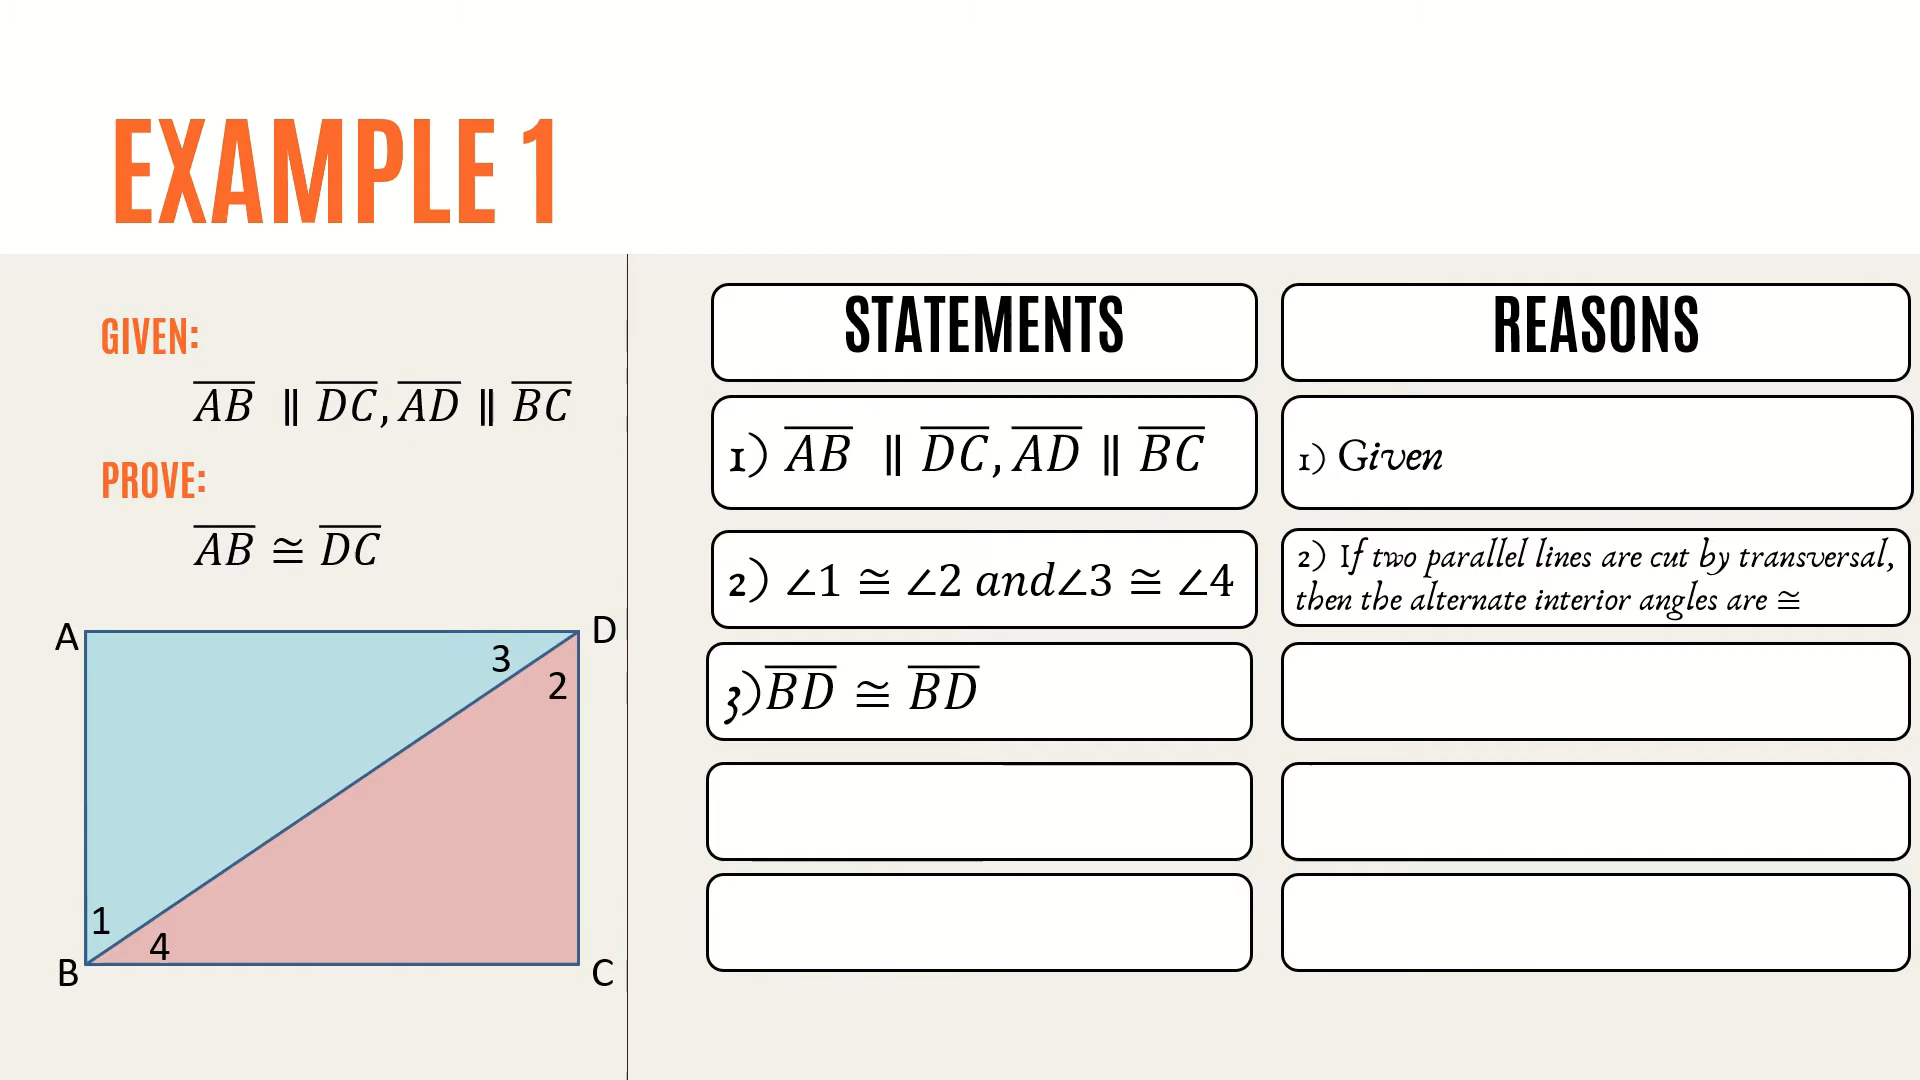 EXAMPLE 1
GIVEN:
AB ∥ DC, AD ∥ BC
PROVE:
AB ≅ DC
A
D
3
2
1
4
B
C
STATEMENTS
REASONS
1) AB ∥ DC, AD ∥ BC
1) Given
2) ∠1 ≅ ∠2 and∠3 ≅ ∠4
2) If two parallel lines are cut by transversal,
then the alternate interior angles are ≅
3)BD ≅ BD